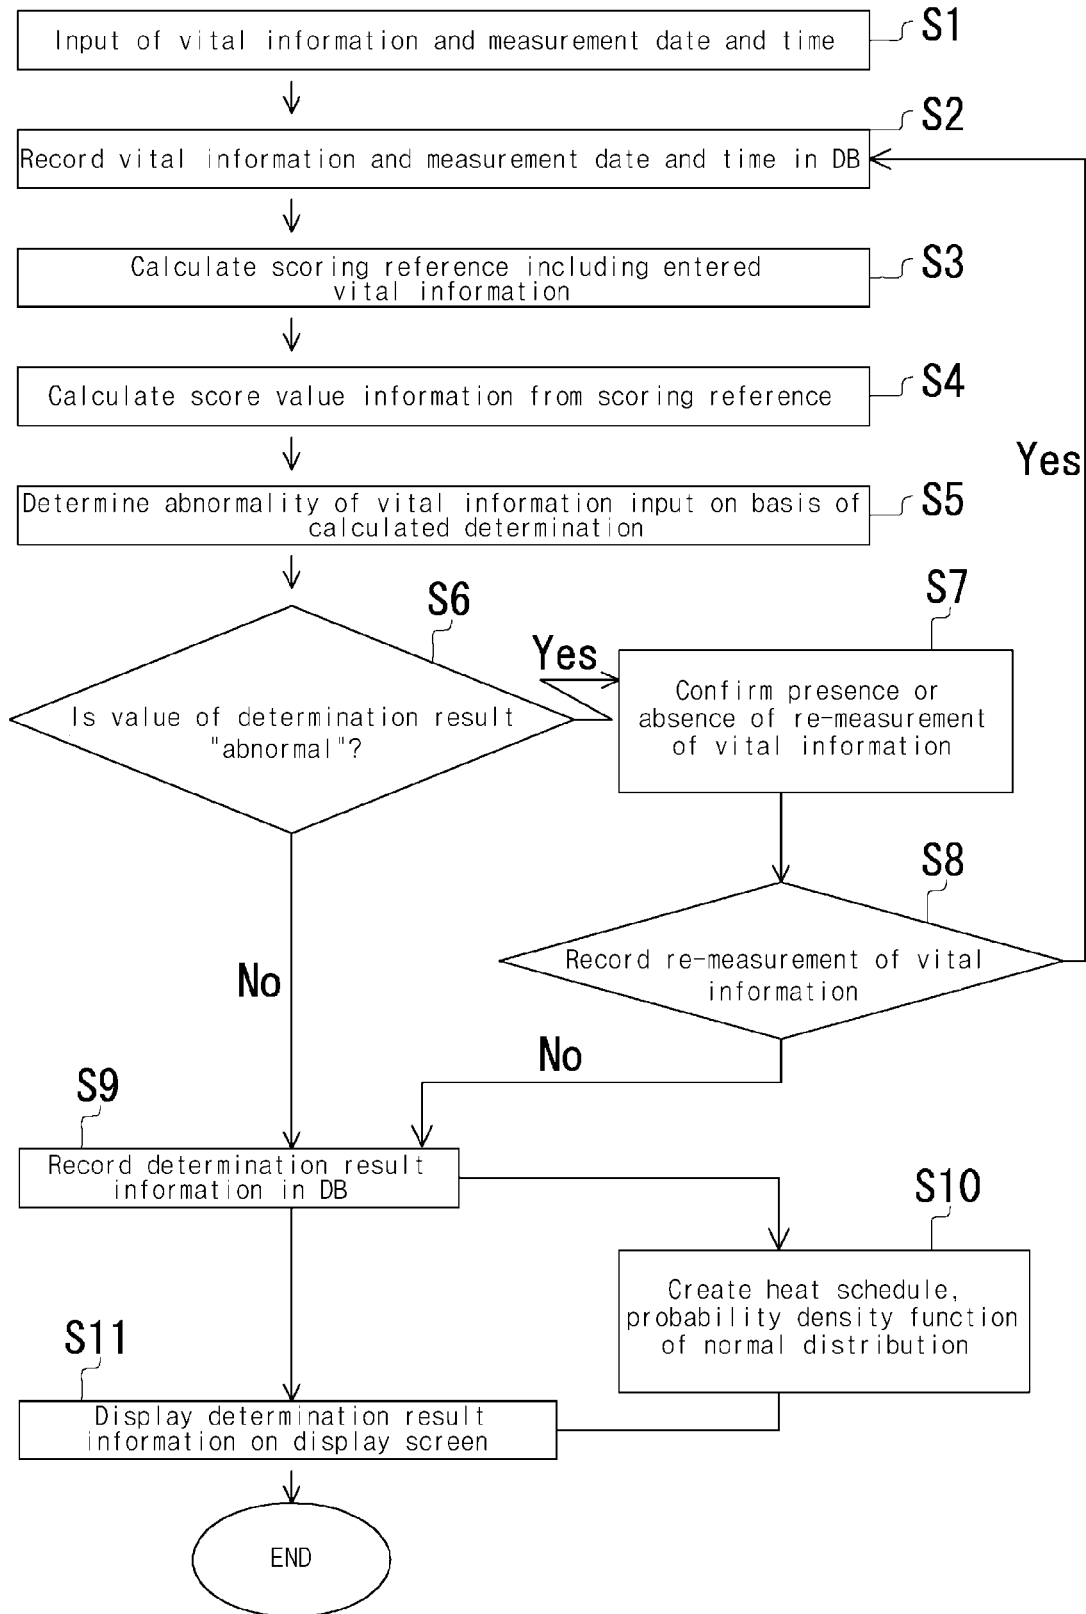 Input of vital information and measurement date and time
S1
S2
Record vital information and measurement date and time in DB
Calculate scoring reference including entered
vital information
S3
Calculate score value information from scoring reference
S4
Yes
Determine abnormality of vital information input on basis of
calculated determination
S5
S6
S7
Yes
Is value of determination result
"abnormal"?
Confirm presence or
absence of re-measurement
of vital information
S8
Record re-measurement of vital
information
No
No
S9
Record determination result
information in DB
S10
Create heat schedule,
probability density function
of normal distribution
S11
Display determination result
information on display screen
END